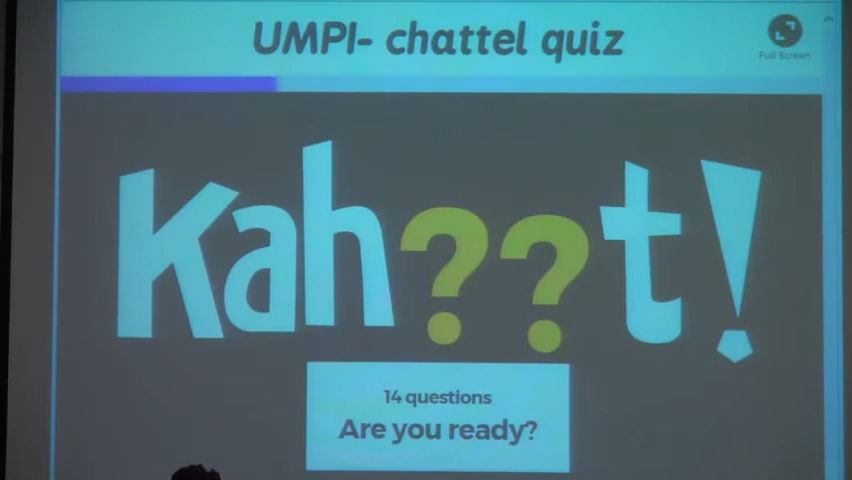 UMPI- chattel quiz
Full Screen
Kah??t!
14 questions
Are you ready?